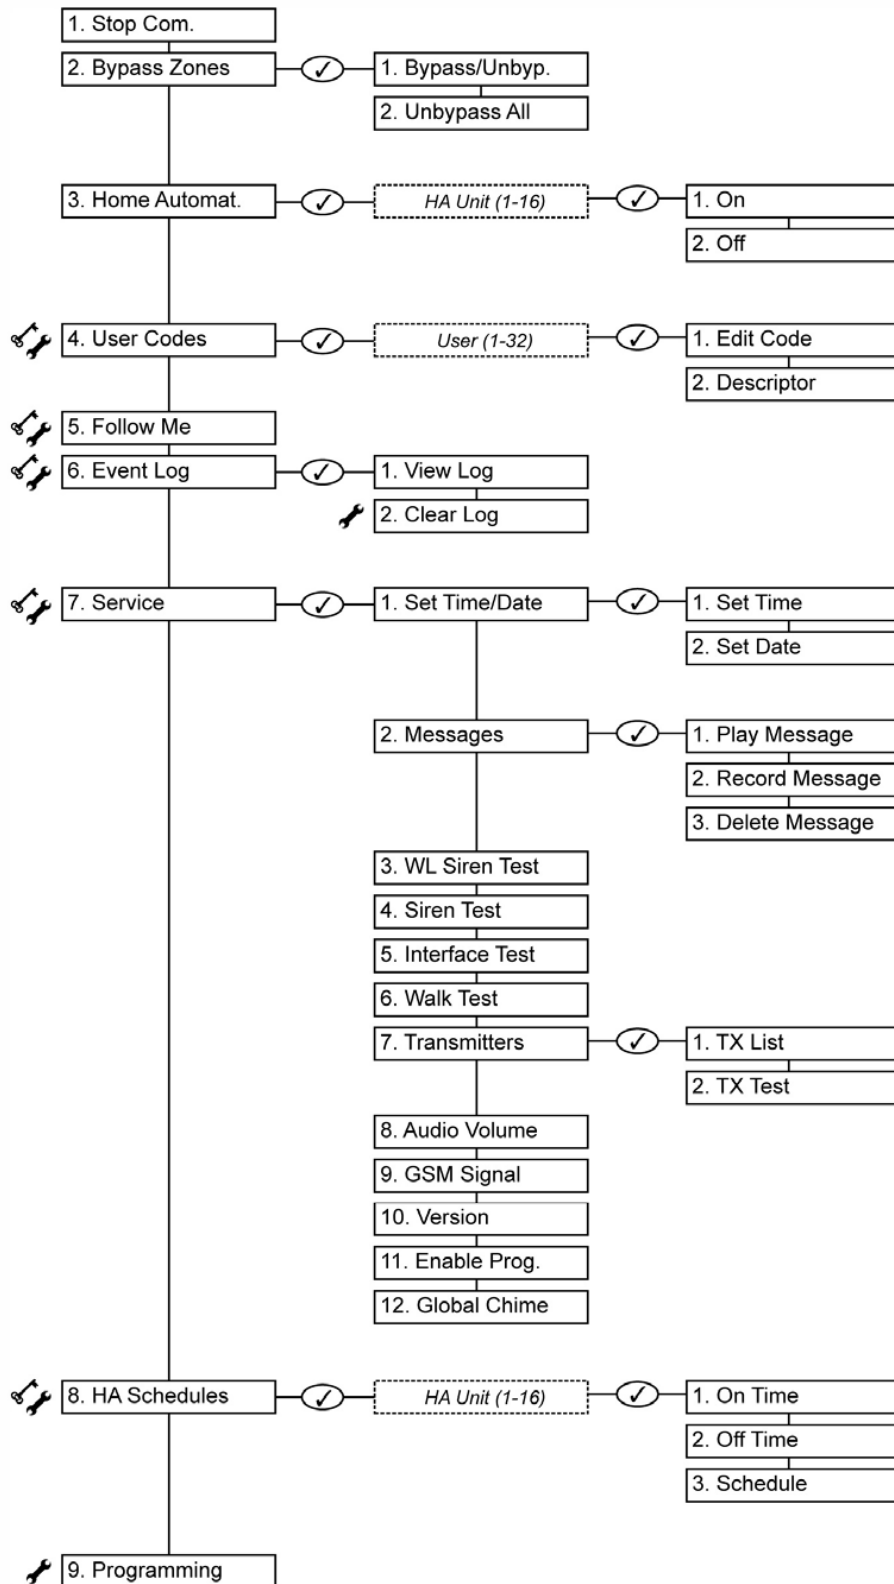 1. Stop Com.
2. Bypass Zones
1. Bypass/Unbyp.
2. Unbypass All
3. Home Automat.
HA Unit (1-16)
1. On
2. Off
4. User Codes
User (1-32)
1. Edit Code
2. Descriptor
5. Follow Me
6. Event Log
1. View Log
2. Clear Log
7. Service
1. Set Time/Date
1. Set Time
2. Set Date
2. Messages
1. Play Message
2. Record Message
3. Delete Message
3. WL Siren Test
4. Siren Test
5. Interface Test
6. Walk Test
7. Transmitters
1. TX List
2. TX Test
8. Audio Volume
9. GSM Signal
10. Version
11. Enable Prog.
12. Global Chime
8. HA Schedules
HA Unit (1-16)
1. On Time
2. Off Time
3. Schedule
9. Programming